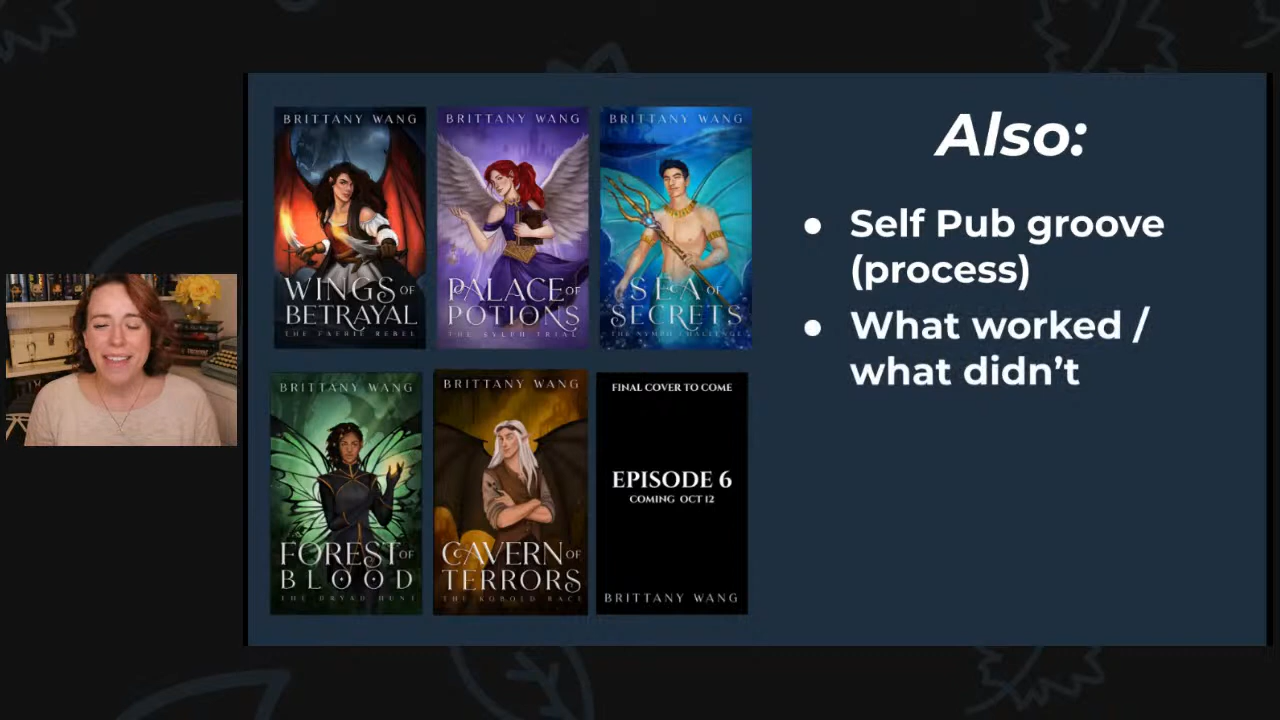 BRITTANY WANG
WINGS OF
BETRAYAL
THE FAERIE REBEL
BRITTANY WANG
PALACE OF
POTIONS
THE SYLPH TRIAL
BRITTANY WANG
SEA OF
SECRETS
THE NYMPH CHALLENGE
BRITTANY WANG
FOREST OF
BLOOD
THE DRYAD HUNT
BRITTANY WANG
CAVERN OF
TERRORS
THE KOBOLD RACE
FINAL COVER TO COME
EPISODE 6
COMING OCT 12
BRITTANY WANG
Also:
● Self Pub groove
(process)
● What worked /
what didn’t